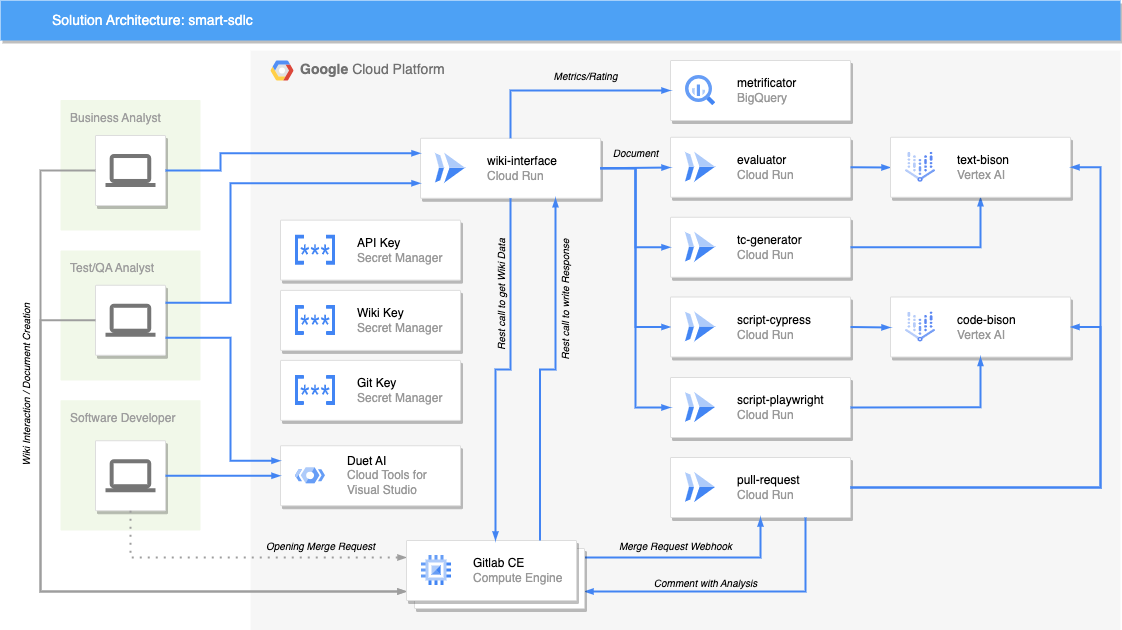 Solution Architecture: smart-sdlc
Google Cloud Platform
Business Analyst
Test/QA Analyst
Software Developer
Wiki Interaction / Document Creation
Metrics/Rating
metrificator
BigQuery
wiki-interface
Cloud Run
Document
evaluator
Cloud Run
text-bison
Vertex AI
tc-generator
Cloud Run
API Key
Secret Manager
Wiki Key
Secret Manager
Git Key
Secret Manager
Rest call to get Wiki Data
Rest call to write Response
script-cypress
Cloud Run
code-bison
Vertex AI
script-playwright
Cloud Run
Duet AI
Cloud Tools for
Visual Studio
pull-request
Cloud Run
Opening Merge Request
Gitlab CE
Compute Engine
Merge Request Webhook
Comment with Analysis